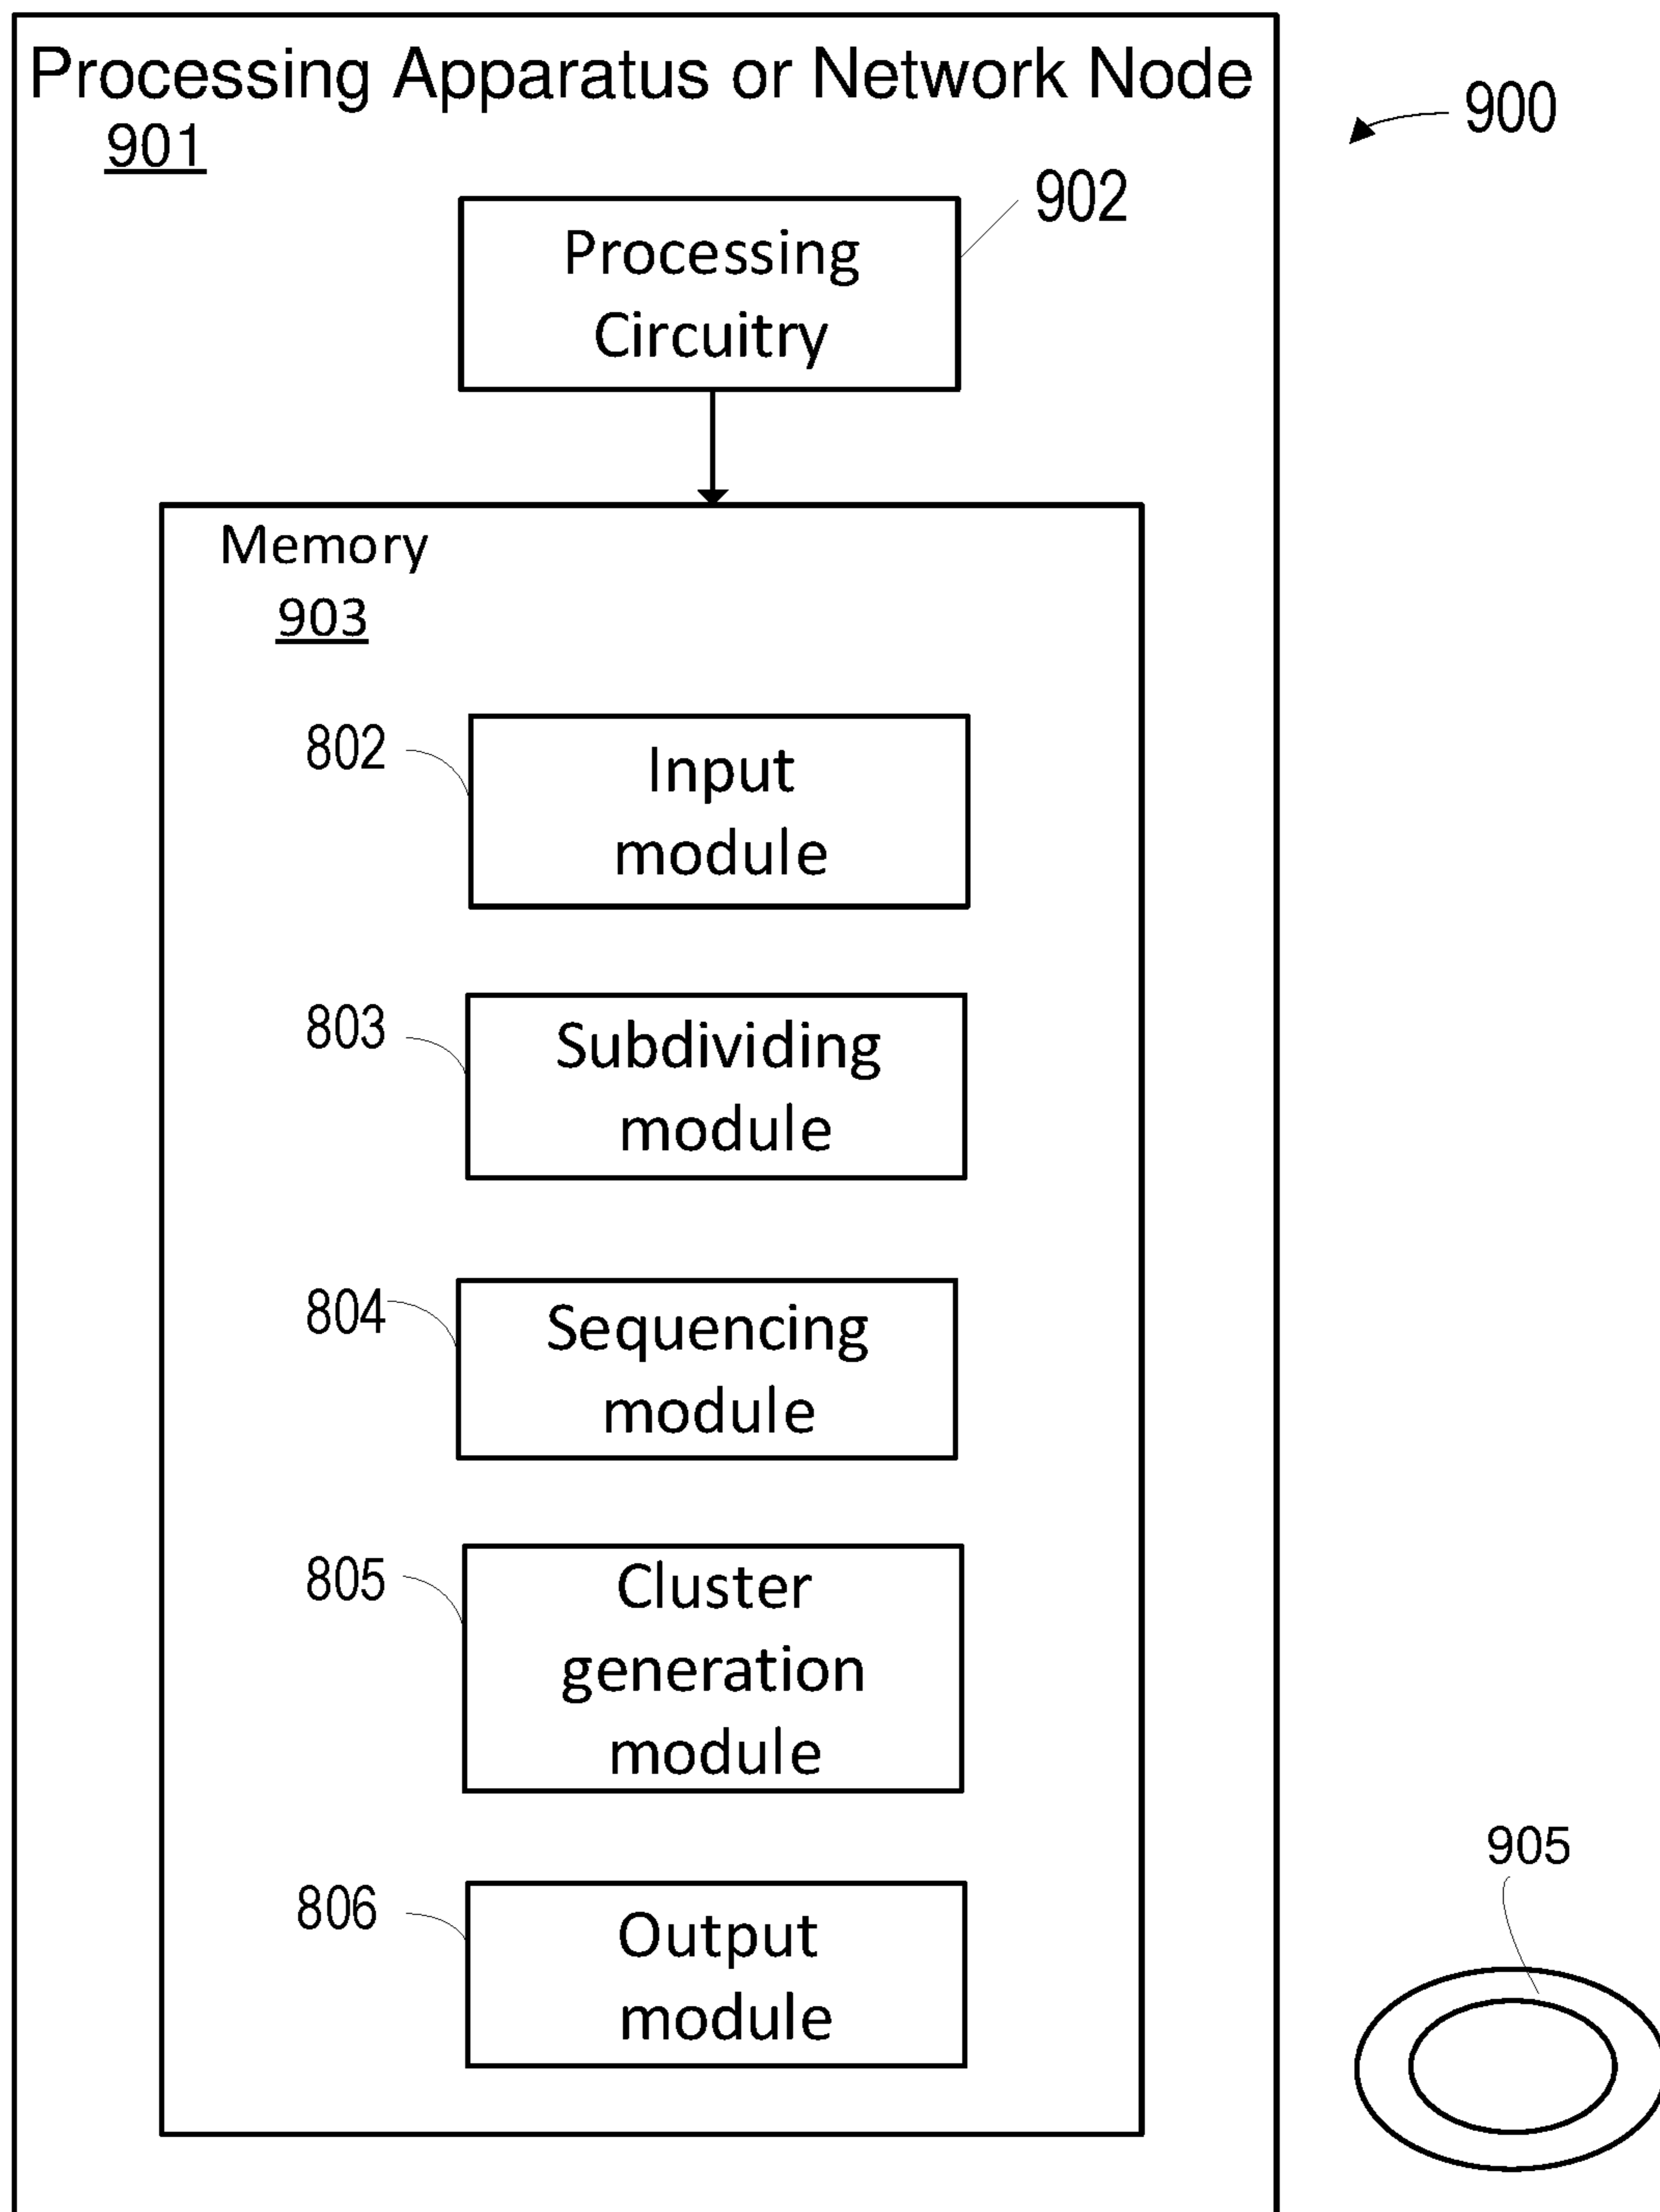 Processing Apparatus or Network Node
901
900
902
Processing
Circuitry
Memory
903
802
Input
module
803
Subdividing
module
804
Sequencing
module
805
Cluster
generation
module
905
806
Output
module